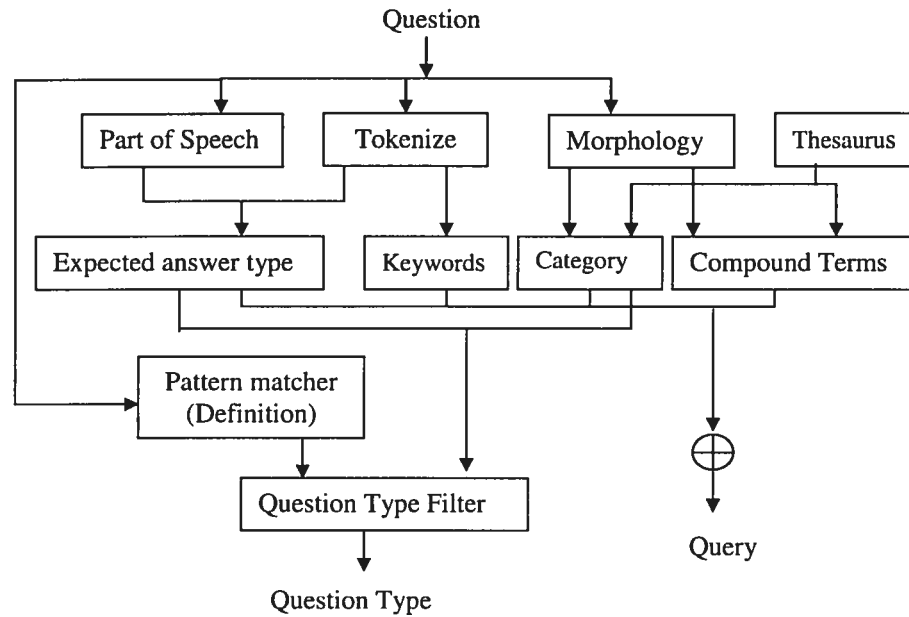 Question
Part of Speech
Tokenize
Morphology
Thesaurus
Expected answer type
Keywords
Category
Compound Terms
Pattern matcher
(Definition)
Question Type Filter
Query
Question Type